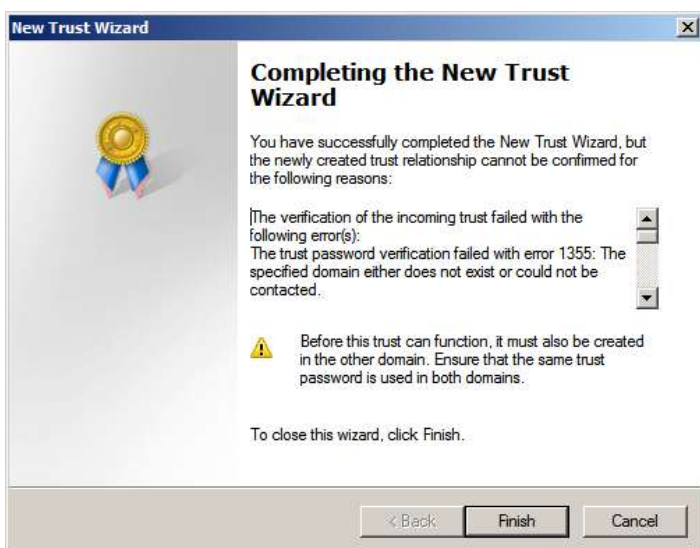 New Trust Wizard
Completing the New Trust
Wizard
You have successfully completed the New Trust Wizard, but
the newly created trust relationship cannot be confirmed for
the following reasons:
The verification of the incoming trust failed with the
following error(s):
The trust password verification failed with error 1355: The
specified domain either does not exist or could not be
contacted.
Before this trust can function, it must also be created
in the other domain. Ensure that the same trust
password is used in both domains.
To close this wizard, click Finish.
< Back
Finish
Cancel